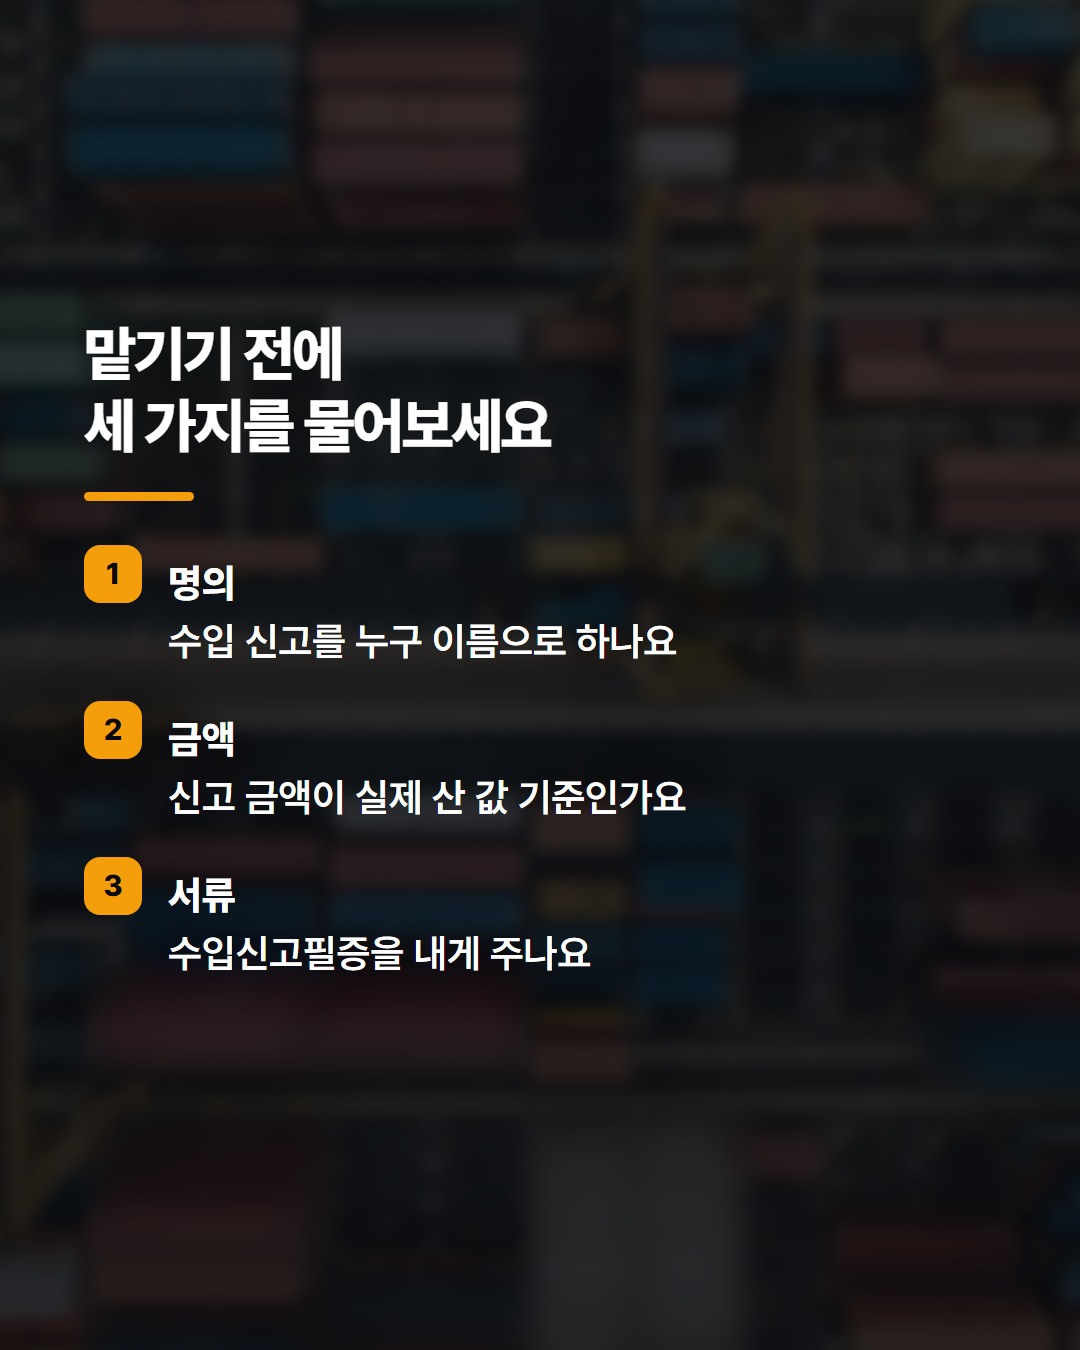 맡기기 전에
세 가지를 물어보세요
1 명의
수입 신고를 누구 이름으로 하나요
2 금액
신고 금액이 실제 산 값 기준인가요
3 서류
수입신고필증을 내게 주나요